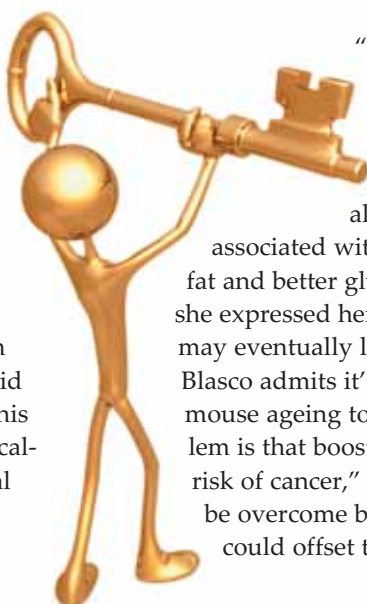 n
id
his
cal-
al
“
al
associated wit
fat and better glu
she expressed her
may eventually l
Blasco admits it’
mouse ageing to
lem is that boost
risk of cancer,”
be overcome b
could offset t